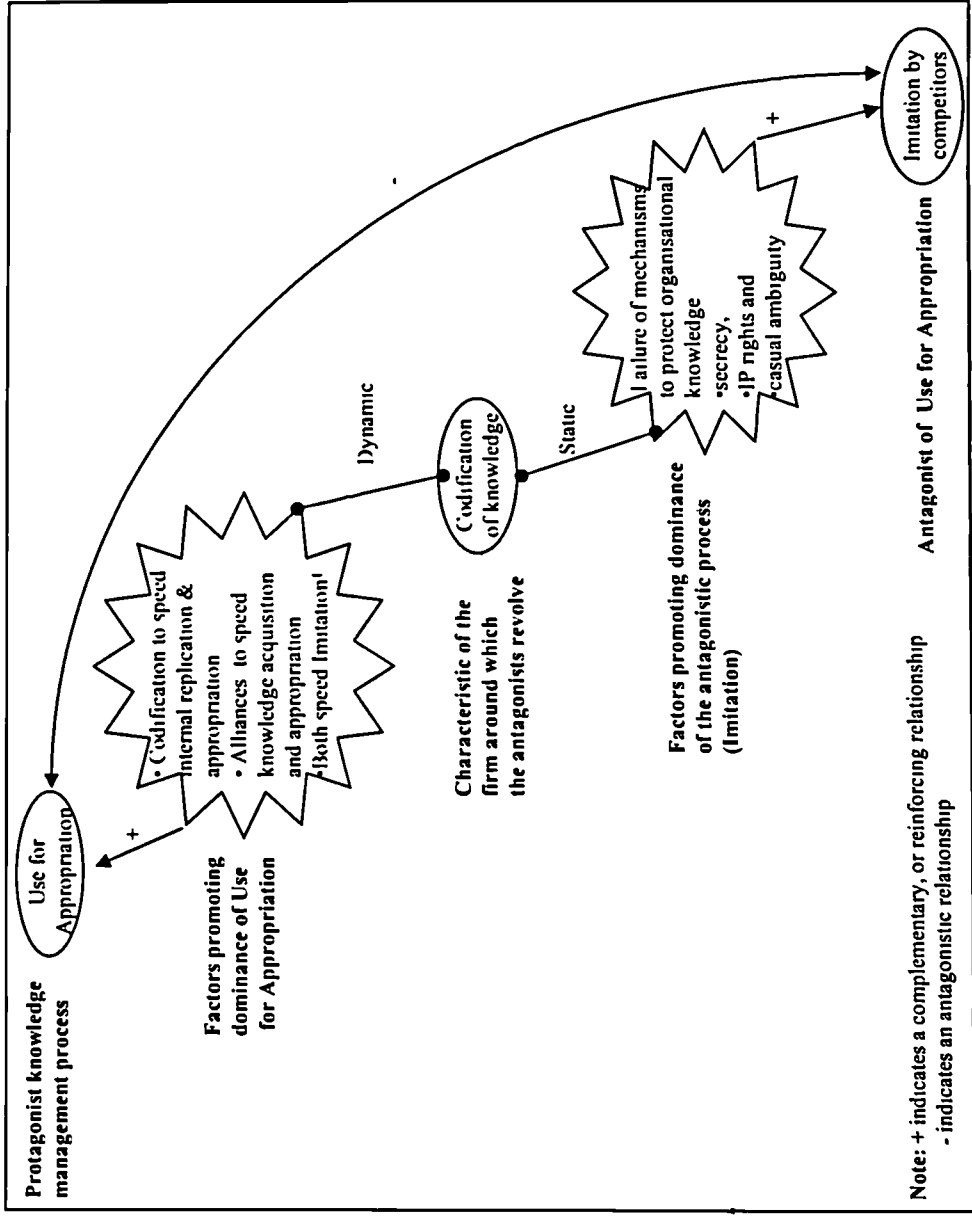 Protagonist knowledge
management process
Use for
Appropriation
+
Factors promoting
dominance of Use
for Appropriation
• Codification to speed
internal replication &
appropriation
• Alliances to speed
knowledge acquisition
and appropriation
•Both speed Imitation'
-
Dynamic
Characteristic of the
firm around which
the antagonists revolve
Codification
of knowledge
Static
Factors promoting dominance
of the antagonistic process
(Imitation)
Failure of mechanisms
to protect organisational
knowledge
•secrecy,
•IP rights and
•casual ambiguity
+
Antagonist of Use for Appropriation
Imitation by
competitors
Note: + indicates a complementary, or reinforcing relationship
- indicates an antagonistic relationship